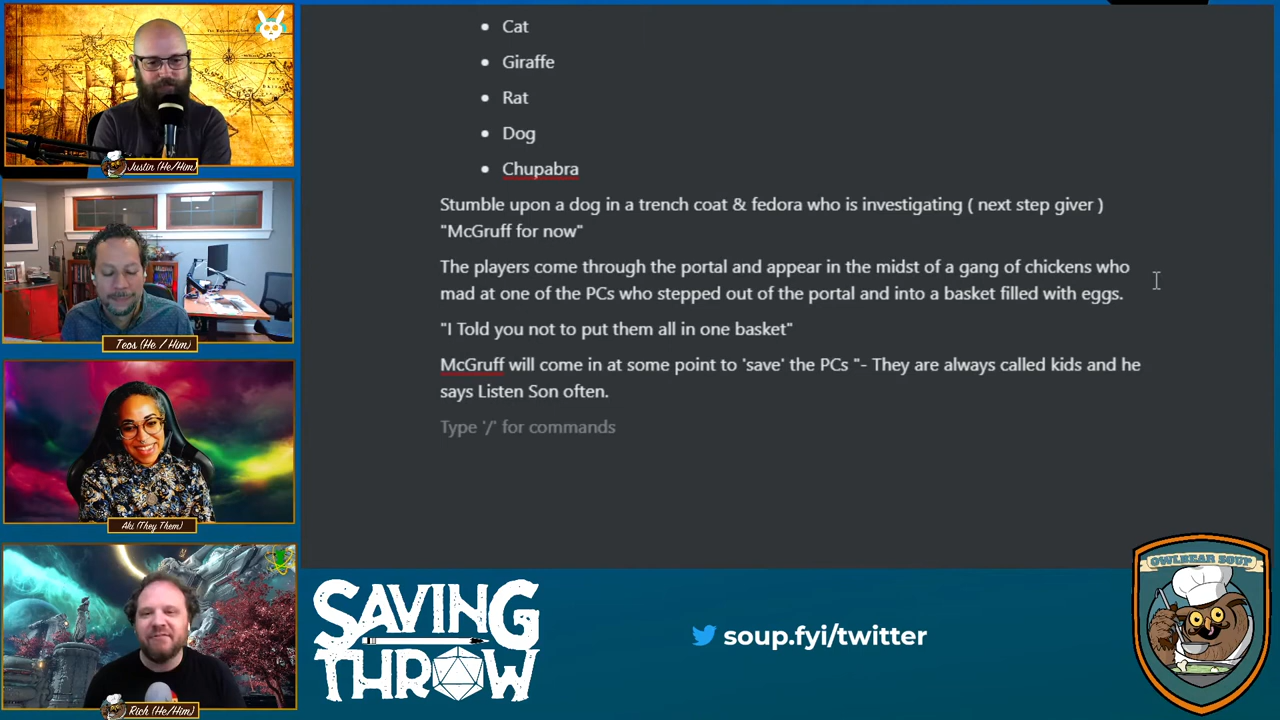 Cat
Giraffe
Rat
Dog
Chupabra
Stumble upon a dog in a trench coat & fedora who is investigating ( next step giver )
"McGruff for now"
The players come through the portal and appear in the midst of a gang of chickens who
mad at one of the PCs who stepped out of the portal and into a basket filled with eggs.
"I Told you not to put them all in one basket"
McGruff will come in at some point to 'save' the PCs "- They are always called kids and he
says Listen Son often.
Type '/' for commands
Justin (He/Him)
Teos (He / Him)
Aki (They Them)
Rich (He/Him)
SAVING
THROW
soup.fyi/twitter
OWLBEAR SOUP